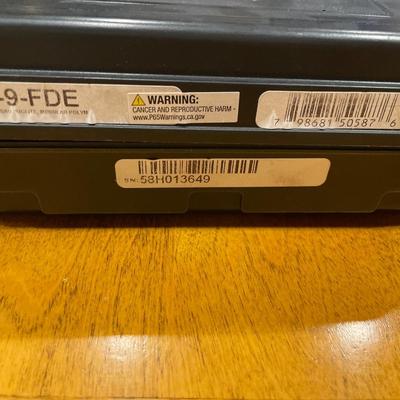 -9-FDE
WARNING:
CANCER AND REPRODUCTIVE HARM -
www.P65Warnings.ca.gov
7 98681 50587 6
SN: 58H013649